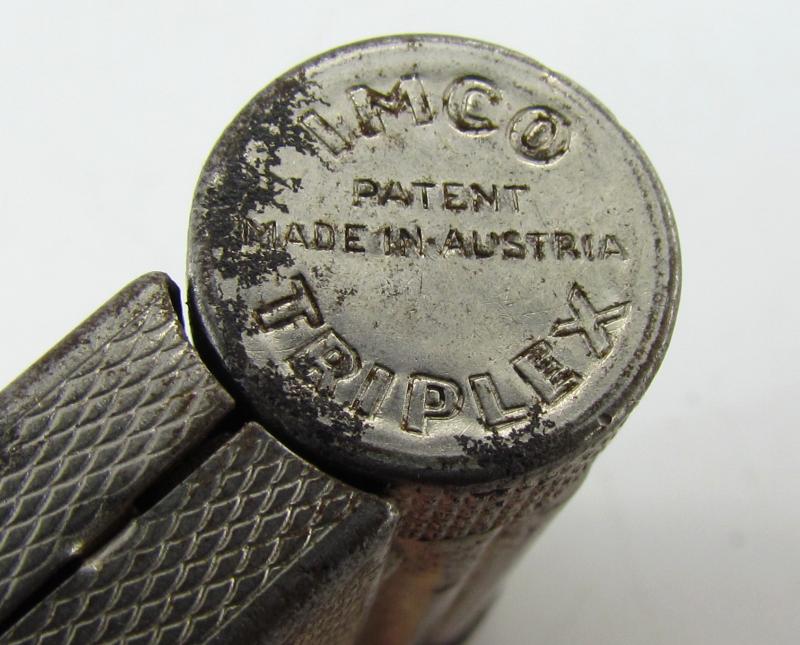 IMCO
PATENT
MADE IN AUSTRIA
TRIPLEX